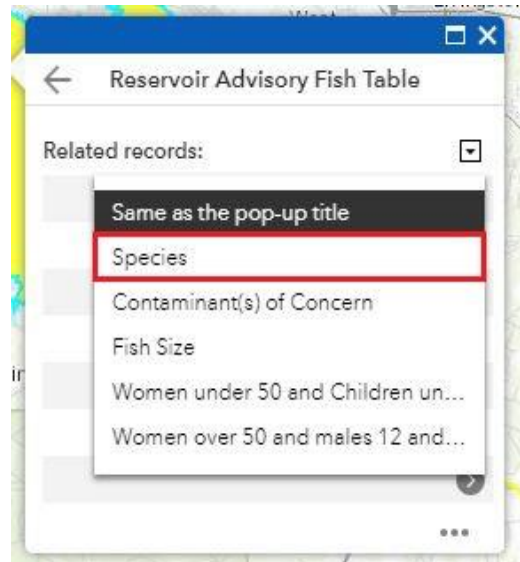 Reservoir Advisory Fish Table
Related records:
Same as the pop-up title
Species
Contaminant(s) of Concern
Fish Size
Women under 50 and Children un...
Women over 50 and males 12 and...